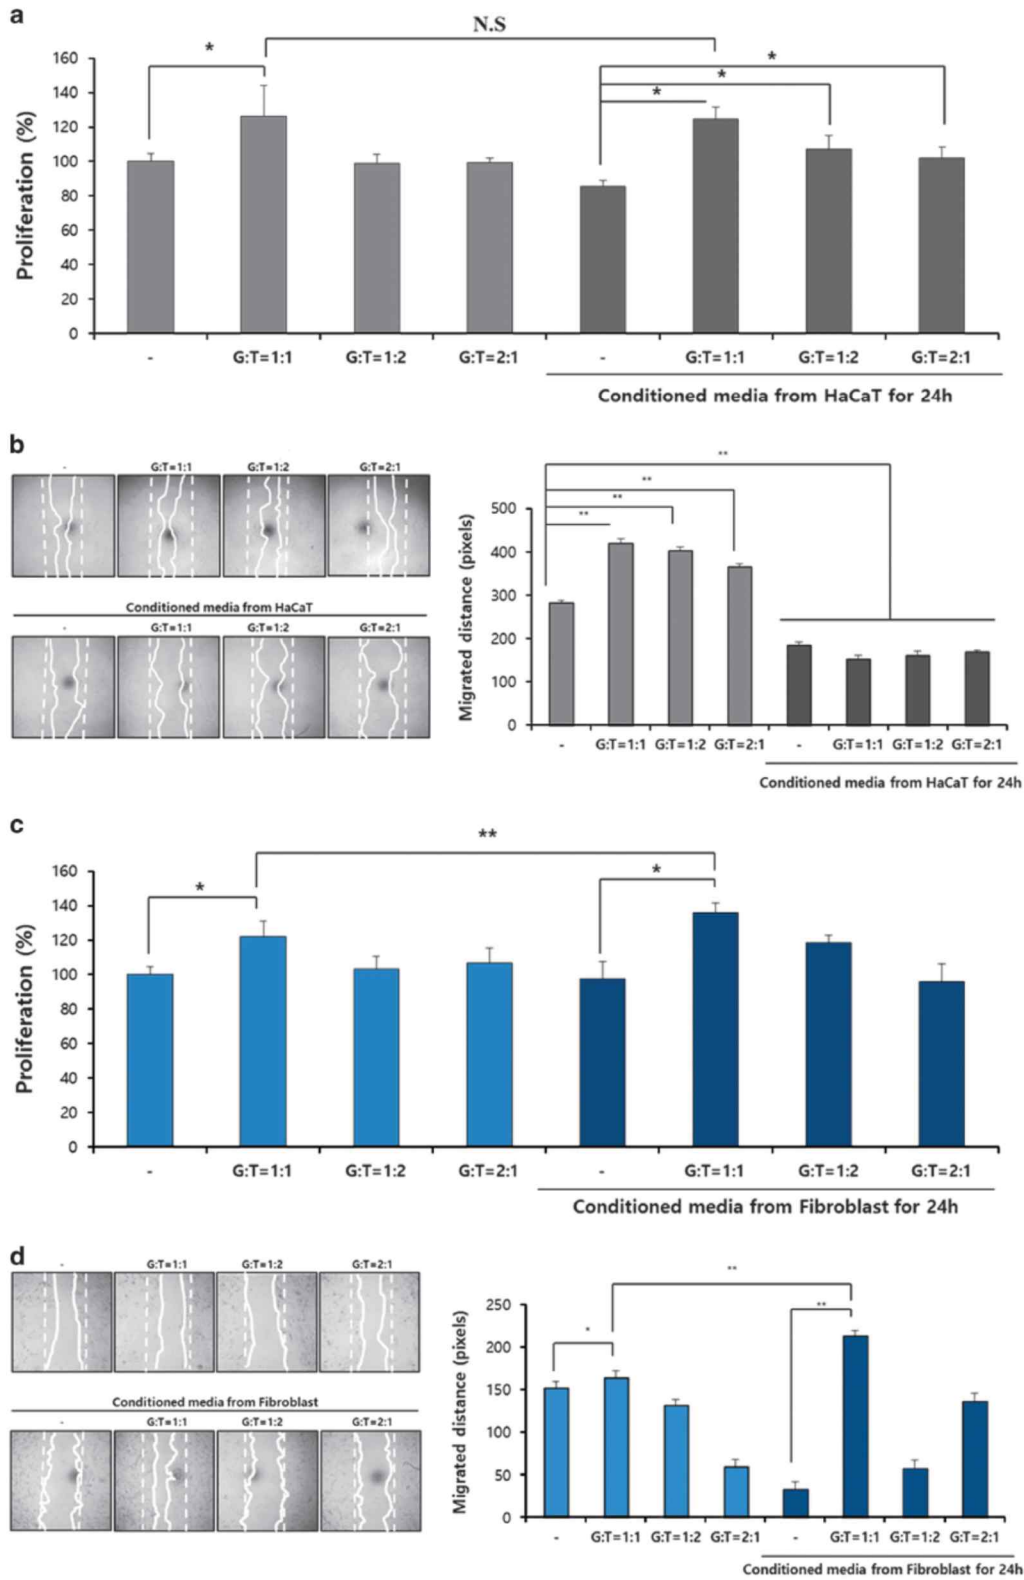 a
N.S
*
*
*
*
Proliferation (%)
160
140
120
100
80
60
40
20
0
- G:T=1:1 G:T=1:2 G:T=2:1 - G:T=1:1 G:T=1:2 G:T=2:1
Conditioned media from HaCaT for 24h
b
- G:T=1:1 G:T=1:2 G:T=2:1
Conditioned media from HaCaT
- G:T=1:1 G:T=1:2 G:T=2:1
**
**
**
**
Migrated distance (pixels)
500
400
300
200
100
0
- G:T=1:1 G:T=1:2 G:T=2:1 - G:T=1:1 G:T=1:2 G:T=2:1
Conditioned media from HaCaT for 24h
c
**
*
*
Proliferation (%)
160
140
120
100
80
60
40
20
0
- G:T=1:1 G:T=1:2 G:T=2:1 - G:T=1:1 G:T=1:2 G:T=2:1
Conditioned media from Fibroblast for 24h
d
- G:T=1:1 G:T=1:2 G:T=2:1
Conditioned media from Fibroblast
- G:T=1:1 G:T=1:2 G:T=2:1
**
**
*
Migrated distance (pixels)
250
200
150
100
50
0
- G:T=1:1 G:T=1:2 G:T=2:1 - G:T=1:1 G:T=1:2 G:T=2:1
Conditioned media from Fibroblast for 24h